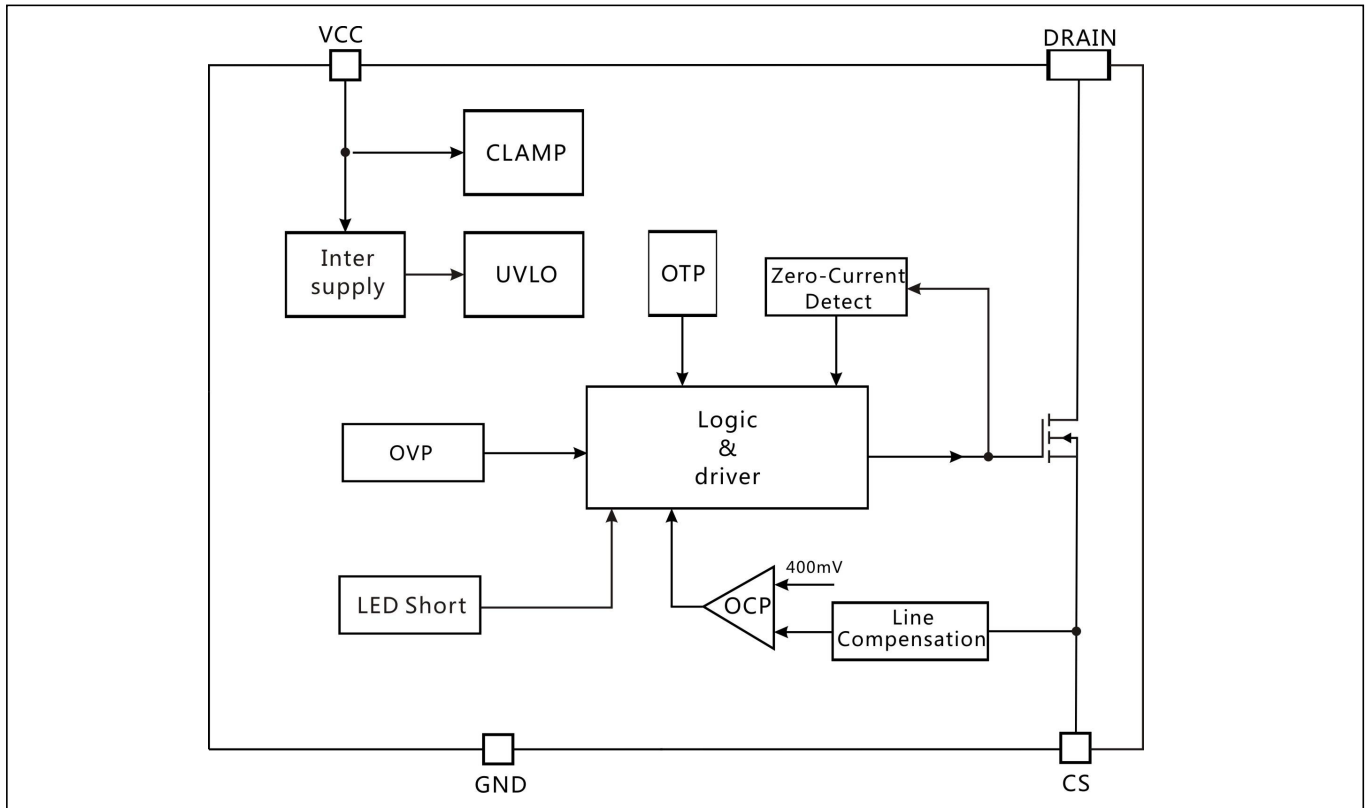 VCC
DRAIN
CLAMP
Inter
supply
UVLO
OTP
Zero-Current
Detect
Logic
&
driver
OVP
400mV
OCP
LED Short
Line
Compensation
GND
CS